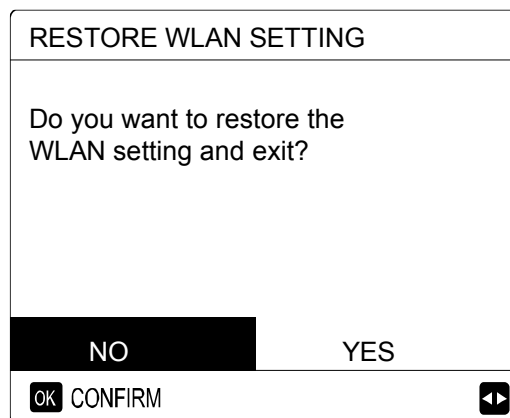 RESTORE WLAN SETTING
Do you want to restore the
WLAN setting and exit?
NO YES
OK CONFIRM